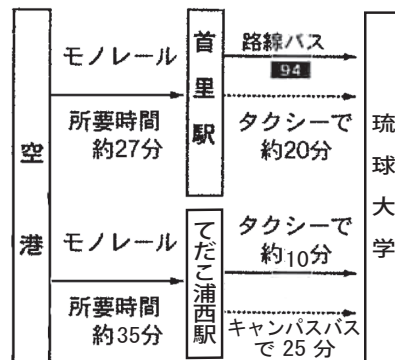 空港
モノレール
所要時間
約27分
首里駅
路線バス
94
タクシーで
約20分
モノレール
所要時間
約35分
てだこ浦西駅
タクシーで
約10分
キャンパスバス
で 25 分
琉球大学